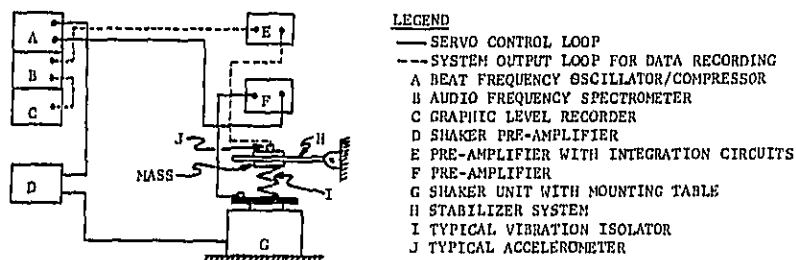 A
B
C
D
E
F
J
H
MASS
I
G
LEGEND
SERVO CONTROL LOOP
SYSTEM OUTPUT LOOP FOR DATA RECORDING
A BEAT FREQUENCY OSCILLATOR/COMPRESSOR
B AUDIO FREQUENCY SPECTROMETER
C GRAPHIC LEVEL RECORDER
D SHAKER PRE-AMPLIFIER
E PRE-AMPLIFIER WITH INTEGRATION CIRCUITS
F PRE-AMPLIFIER
G SHAKER UNIT WITH MOUNTING TABLE
H STABILIZER SYSTEM
I TYPICAL VIBRATION ISOLATOR
J TYPICAL ACCELEROMETER